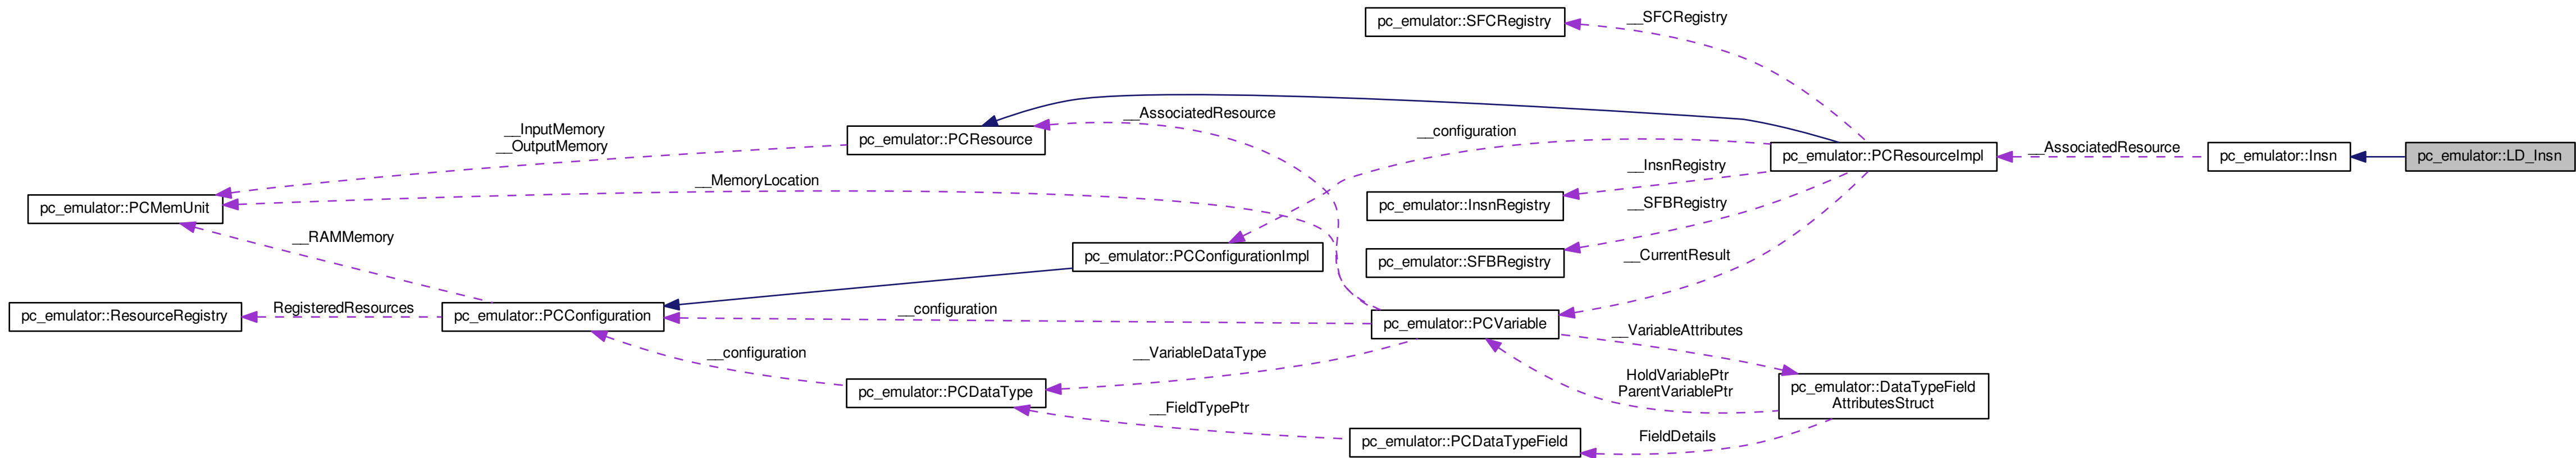 pc_emulator::SFCRegistry
__SFCRegistry
__InputMemory
__OutputMemory
pc_emulator::PCResource
__AssociatedResource
__configuration
pc_emulator::PCResourceImpl
__AssociatedResource
pc_emulator::Insn
pc_emulator::LD_Insn
__InsnRegistry
pc_emulator::InsnRegistry
__MemoryLocation
pc_emulator::PCMemUnit
__SFBRegistry
__RAMMemory
pc_emulator::PCConfigurationImpl
pc_emulator::SFBRegistry
__CurrentResult
pc_emulator::ResourceRegistry
RegisteredResources
pc_emulator::PCConfiguration
__configuration
pc_emulator::PCVariable
__VariableAttributes
__configuration
__VariableDataType
HoldVariablePtr
ParentVariablePtr
pc_emulator::DataTypeField
AttributesStruct
pc_emulator::PCDataType
__FieldTypePtr
pc_emulator::PCDataTypeField
FieldDetails